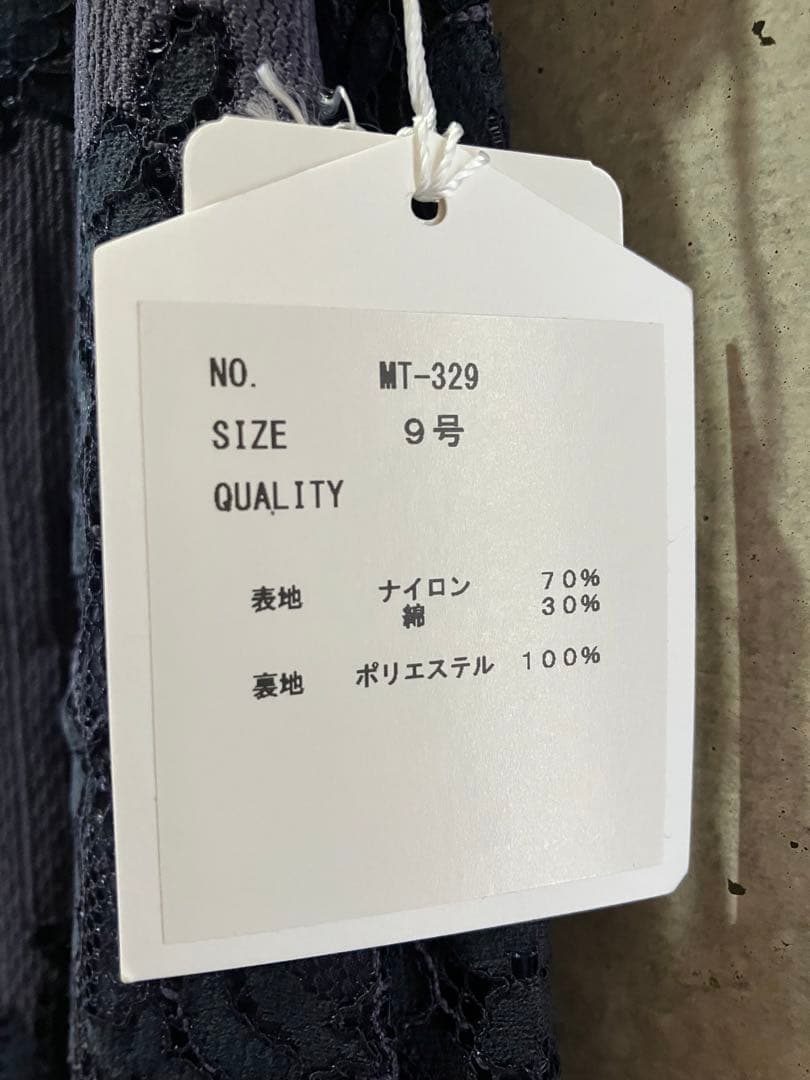 NO. MT-329
SIZE ９号
QUALITY
表地 ナイロン ７０%
綿 ３０%
裏地 ポリエステル １００%